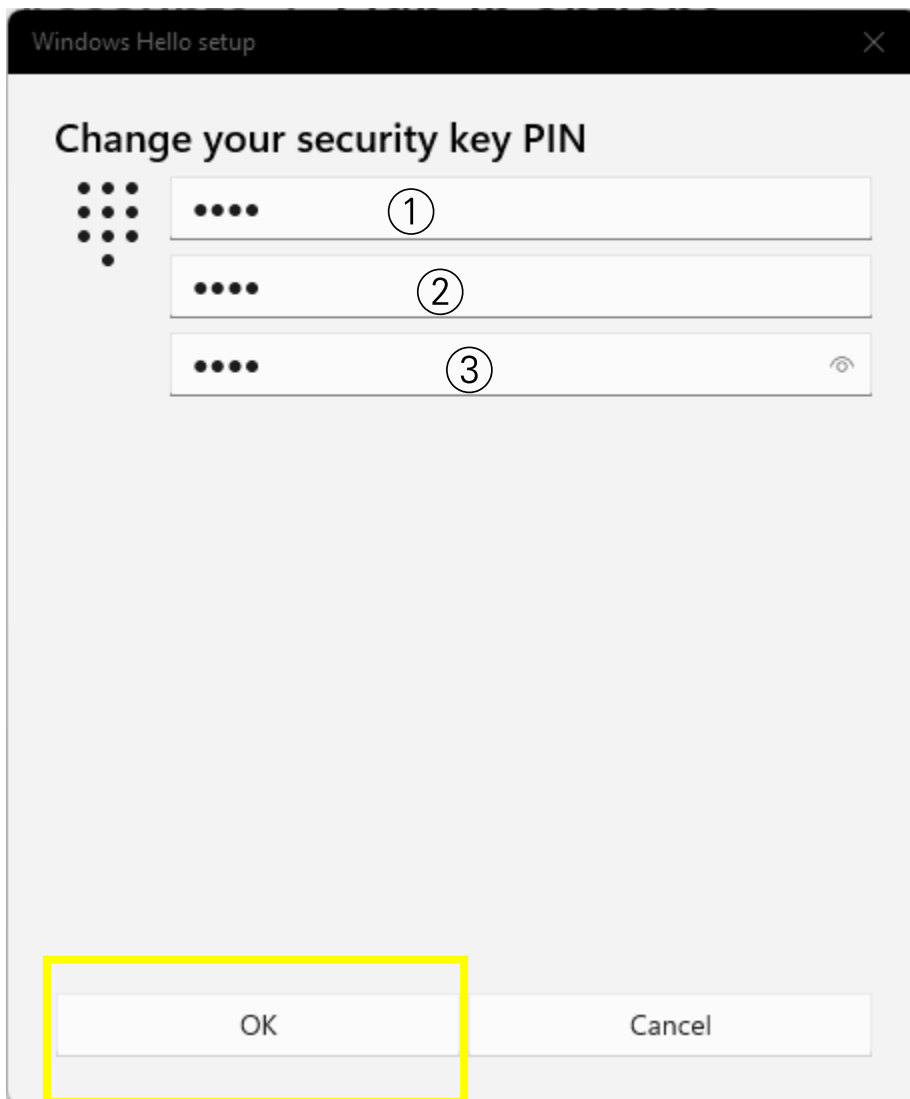 Windows Hello setup
Change your security key PIN
•••• ①
•••• ②
•••• ③
OK Cancel